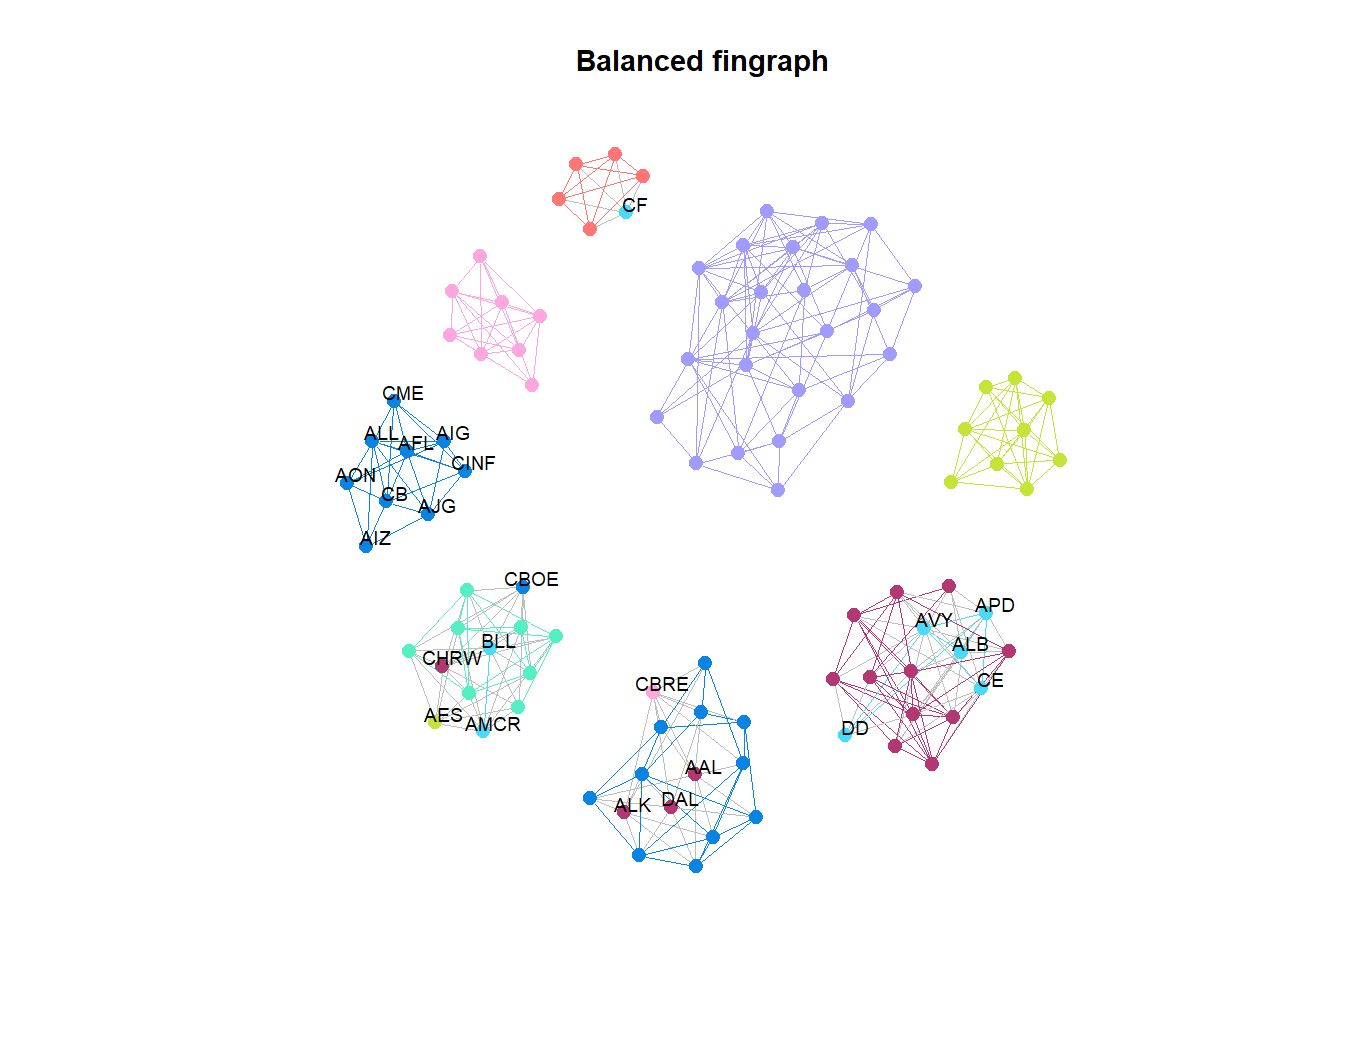 Balanced fingraph
CF
CME
ALL
AFL
AIG
CINF
AON
CB
AJG
AIZ
CBOE
BLL
CHRW
AES
AMCR
APD
AVY
ALB
CE
DD
CBRE
AAL
DAL
ALK